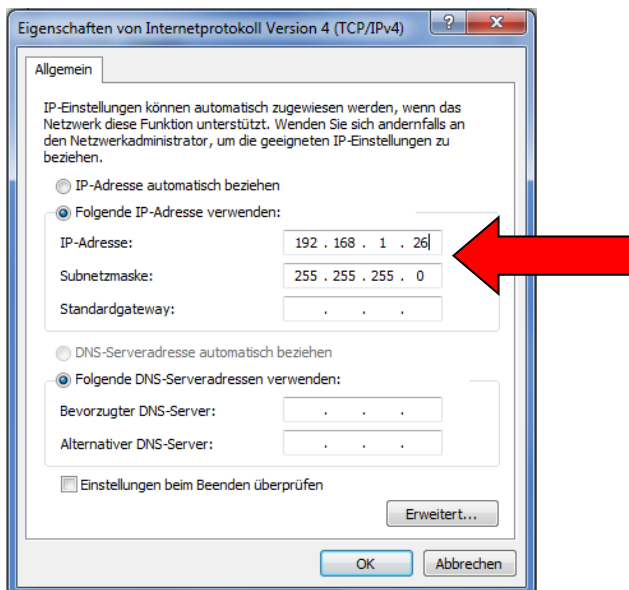 Eigenschaften von Internetprotokoll Version 4 (TCP/IPv4)
Allgemein
IP-Einstellungen können automatisch zugewiesen werden, wenn das
Netzwerk diese Funktion unterstützt. Wenden Sie sich andernfalls an
den Netzwerkadministrator, um die geeigneten IP-Einstellungen zu
beziehen.
IP-Adresse automatisch beziehen
Folgende IP-Adresse verwenden:
IP-Adresse: 192 . 168 . 1 . 26
Subnetzmaske: 255 . 255 . 255 . 0
Standardgateway: . . .
DNS-Serveradresse automatisch beziehen
Folgende DNS-Serveradressen verwenden:
Bevorzugter DNS-Server: . . .
Alternativer DNS-Server: . . .
Einstellungen beim Beenden überprüfen
Erweitert...
OK Abbrechen